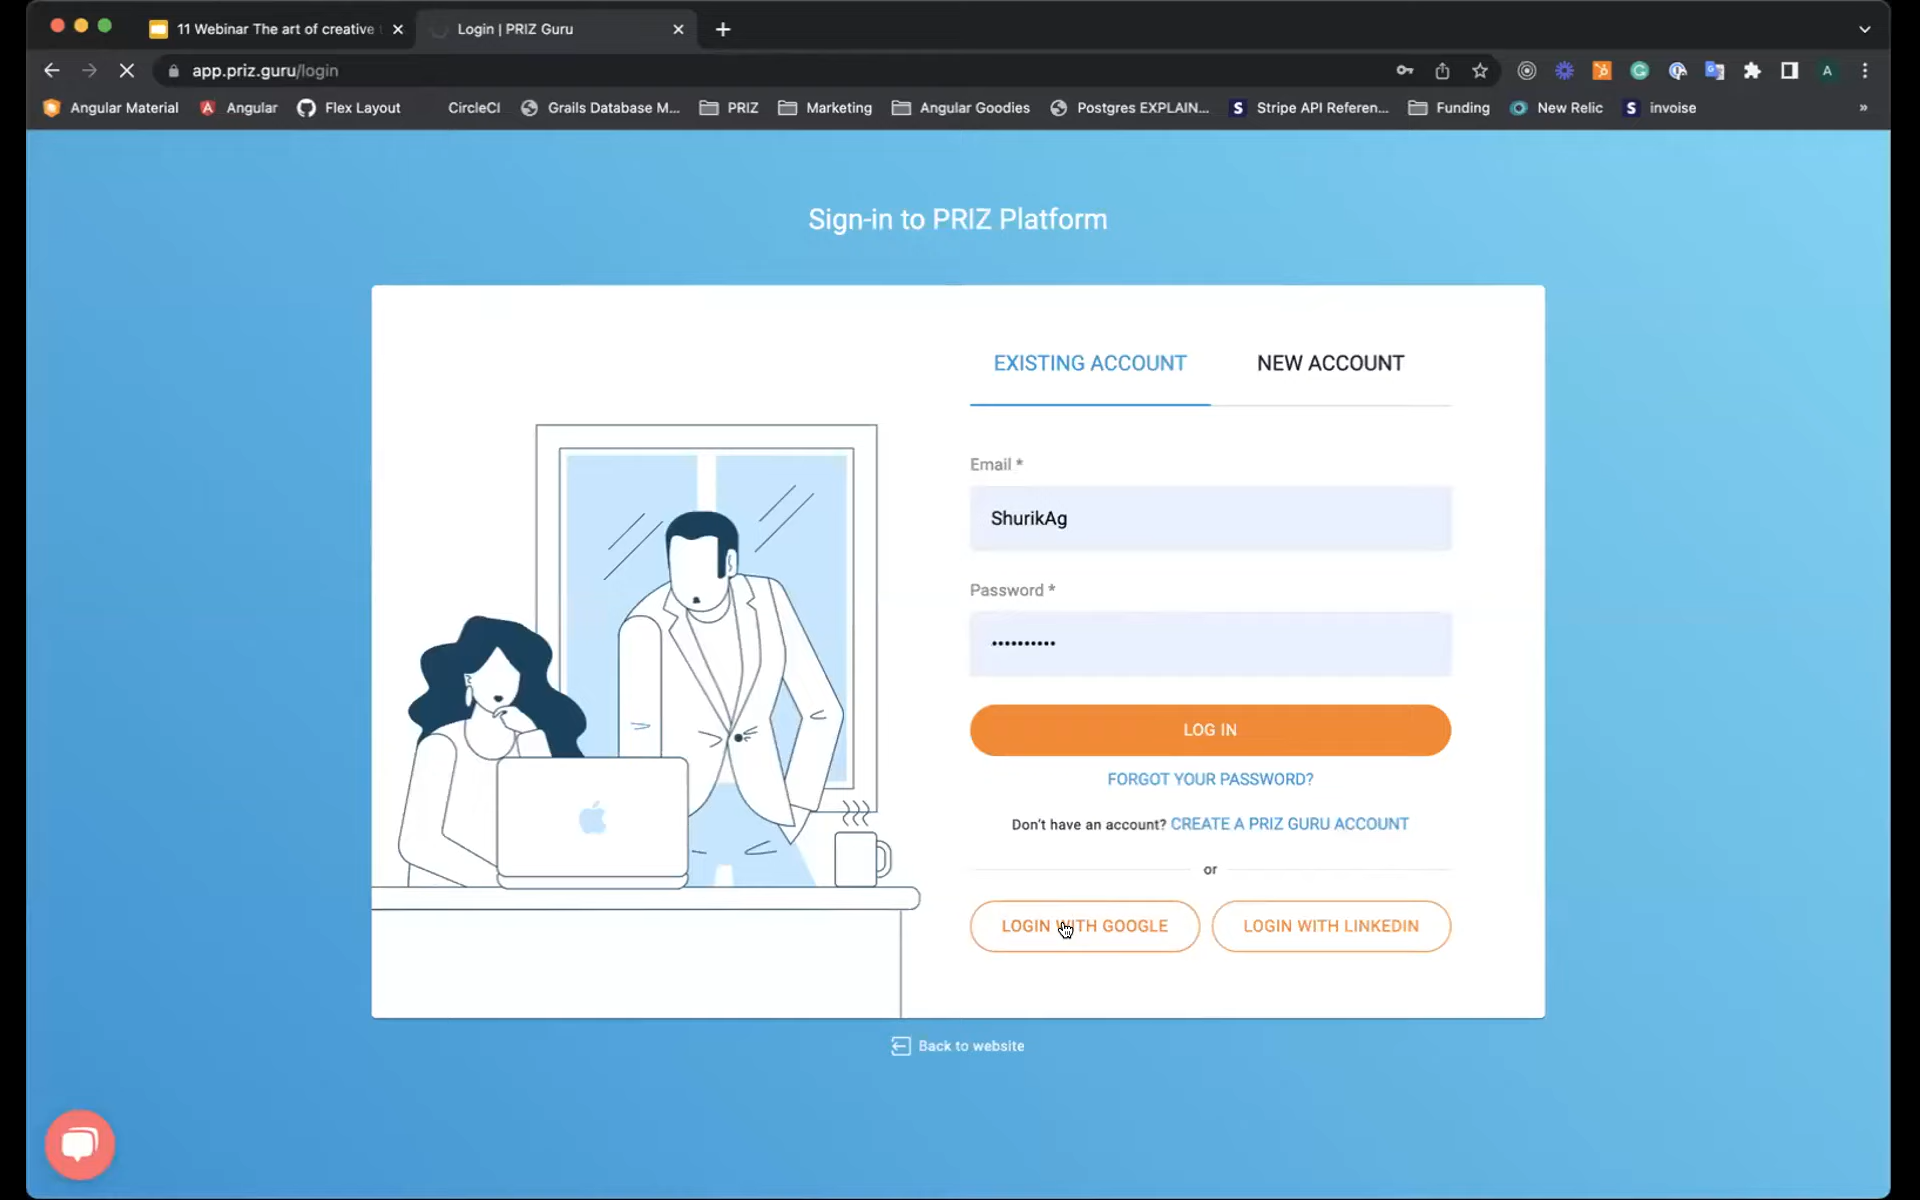 11 Webinar The art of creative
Login | PRIZ Guru
app.priz.guru/login
A
Angular Material
Angular
Flex Layout
CircleCI
Grails Database M...
PRIZ
Marketing
Angular Goodies
Postgres EXPLAIN...
S Stripe API Referen...
Funding
New Relic
S invoise
»
Sign-in to PRIZ Platform
EXISTING ACCOUNT
NEW ACCOUNT
Email *
ShurikAg
Password *
••••••••••
LOG IN
FORGOT YOUR PASSWORD?
Don't have an account? CREATE A PRIZ GURU ACCOUNT
or
LOGIN WITH GOOGLE
LOGIN WITH LINKEDIN
Back to website